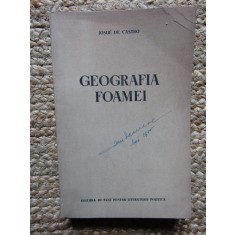 JOSUÉ DE CASTRO
GEOGRAFIA
FOAMEI
EDITURA DE STAT PENTRU LITERATURĂ POLITICĂ